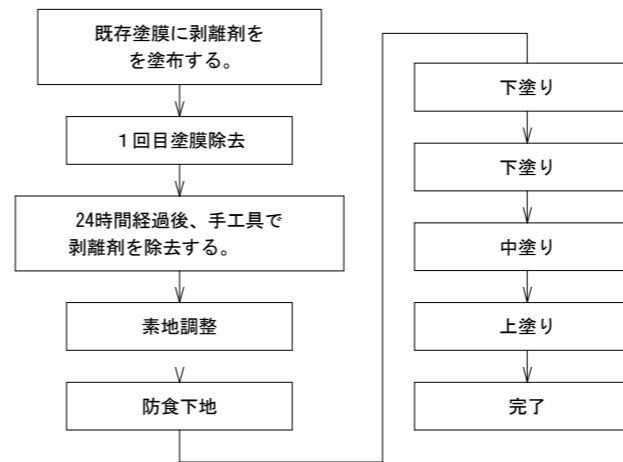 既存塗膜に剥離剤を
を塗布する。
１回目塗膜除去
24時間経過後、手工具で
剥離剤を除去する。
素地調整
防食下地
下塗り
下塗り
中塗り
上塗り
完了